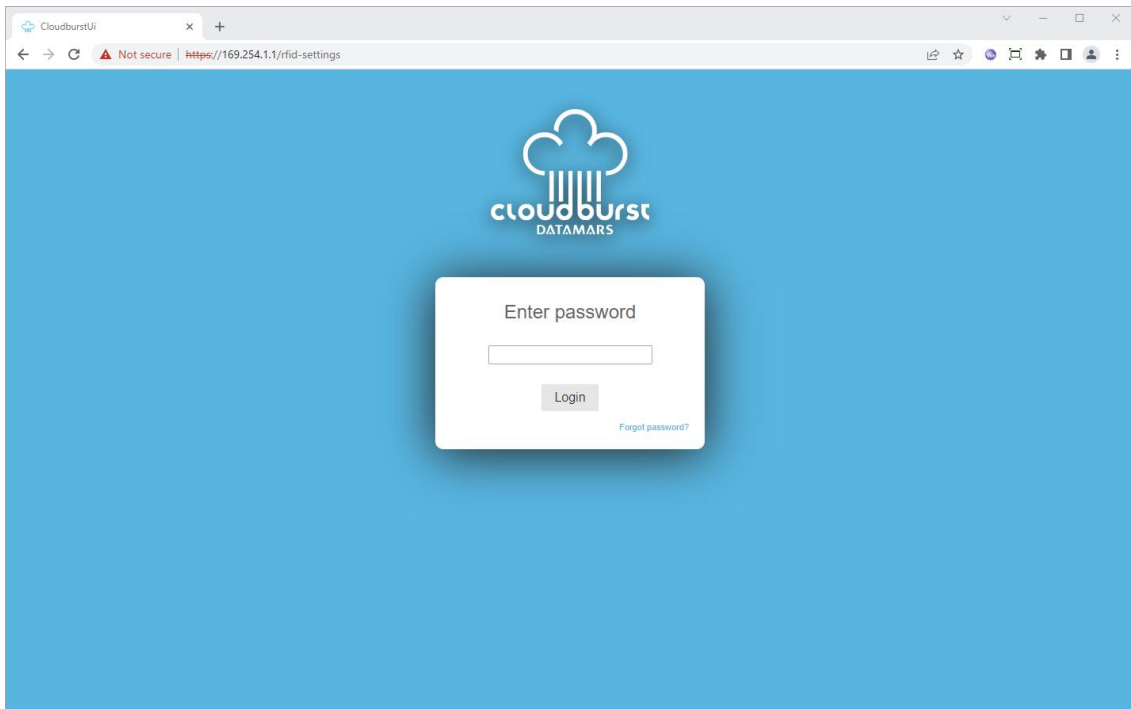 CloudburstUi
Not secure | https://169.254.1.1/rfid-settings
cloudburst
DATAMARS
Enter password
Login
Forgot password?